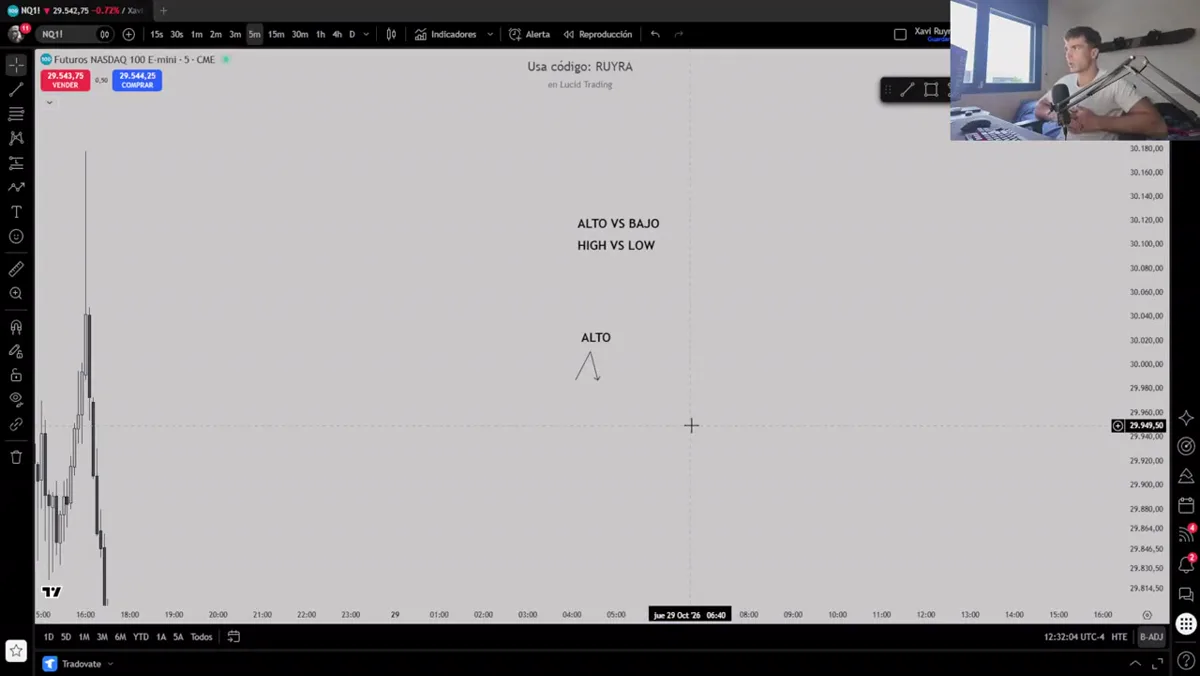 NQ1! ▼ 29.542,75 -0.72% / Xavi
11
NQ1!
15s 30s 1m 2m 3m 5m 15m 30m 1h 4h D
Indicadores
Alerta
Reproducción
Xavi Ruyr
Guardar
Futuros NASDAQ 100 E-mini · 5 · CME
29.543,75
VENDER
0,50
29.544,25
COMPRAR
Usa código: RUYRA
en Lucid Trading
ALTO VS BAJO
HIGH VS LOW
ALTO
30.180,00
30.160,00
30.140,00
30.120,00
30.100,00
30.080,00
30.060,00
30.040,00
30.020,00
30.000,00
29.980,00
29.960,00
29.949,50
29.940,00
29.920,00
29.900,00
29.880,00
29.864,00
29.846,50
29.830,50
29.814,50
4
2
5:00 16:00 18:00 19:00 20:00 21:00 22:00 23:00 29 01:00 02:00 03:00 04:00 05:00 jue 29 Oct '26 06:40 08:00 09:00 10:00 11:00 12:00 13:00 14:00 15:00 16:00
1D 5D 1M 3M 6M YTD 1A 5A Todos
12:32:04 UTC-4 HTE B-ADJ
Tradovate